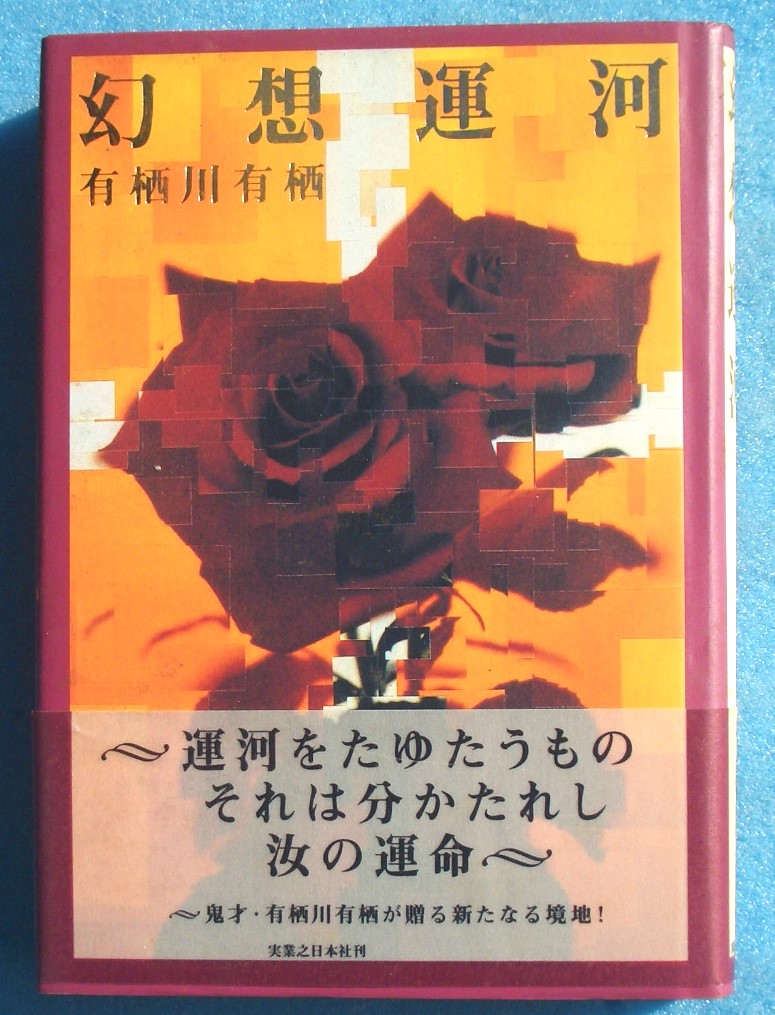 幻想運河
有栖川有栖
～運河をたゆたうもの
それは分かたれし
汝の運命～
～鬼才・有栖川有栖が贈る新たなる境地!
実業之日本社刊